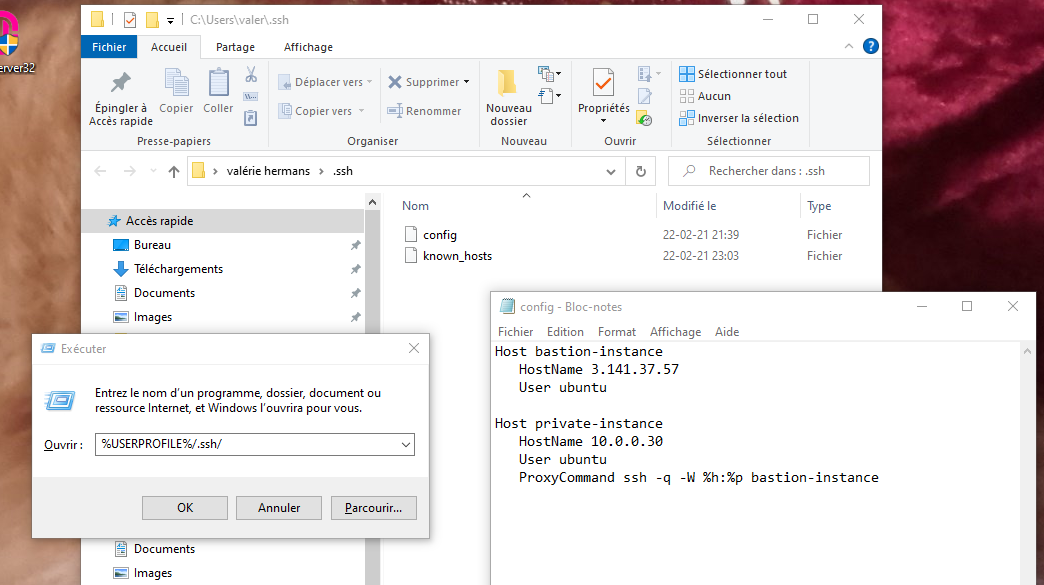 erver32
C:\Users\valer\.ssh
Fichier Accueil Partage Affichage
Épingler à Accès rapide
Copier
Coller
Presse-papiers
Déplacer vers
Copier vers
Supprimer
Renommer
Organiser
Nouveau dossier
Nouveau
Propriétés
Ouvrir
Sélectionner tout
Aucun
Inverser la sélection
Sélectionner
valérie hermans > .ssh
Rechercher dans : .ssh
Accès rapide
Bureau
Téléchargements
Documents
Images
Nom Modifié le Type
config 22-02-21 21:39 Fichier
known_hosts 22-02-21 23:03 Fichier
Exécuter
Entrez le nom d’un programme, dossier, document ou
ressource Internet, et Windows l’ouvrira pour vous.
Ouvrir : %USERPROFILE%/.ssh/
OK Annuler Parcourir...
Documents
Images
config - Bloc-notes
Fichier Edition Format Affichage Aide
Host bastion-instance
HostName 3.141.37.57
User ubuntu
Host private-instance
HostName 10.0.0.30
User ubuntu
ProxyCommand ssh -q -W %h:%p bastion-instance